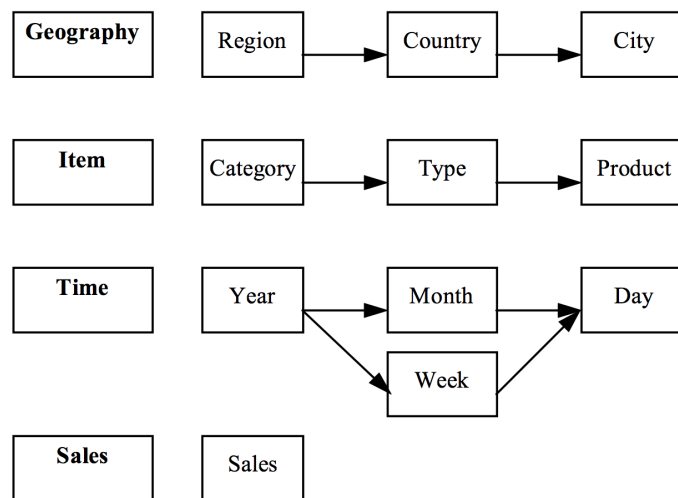 Geography
Region
Country
City
Item
Category
Type
Product
Time
Year
Month
Day
Week
Sales
Sales